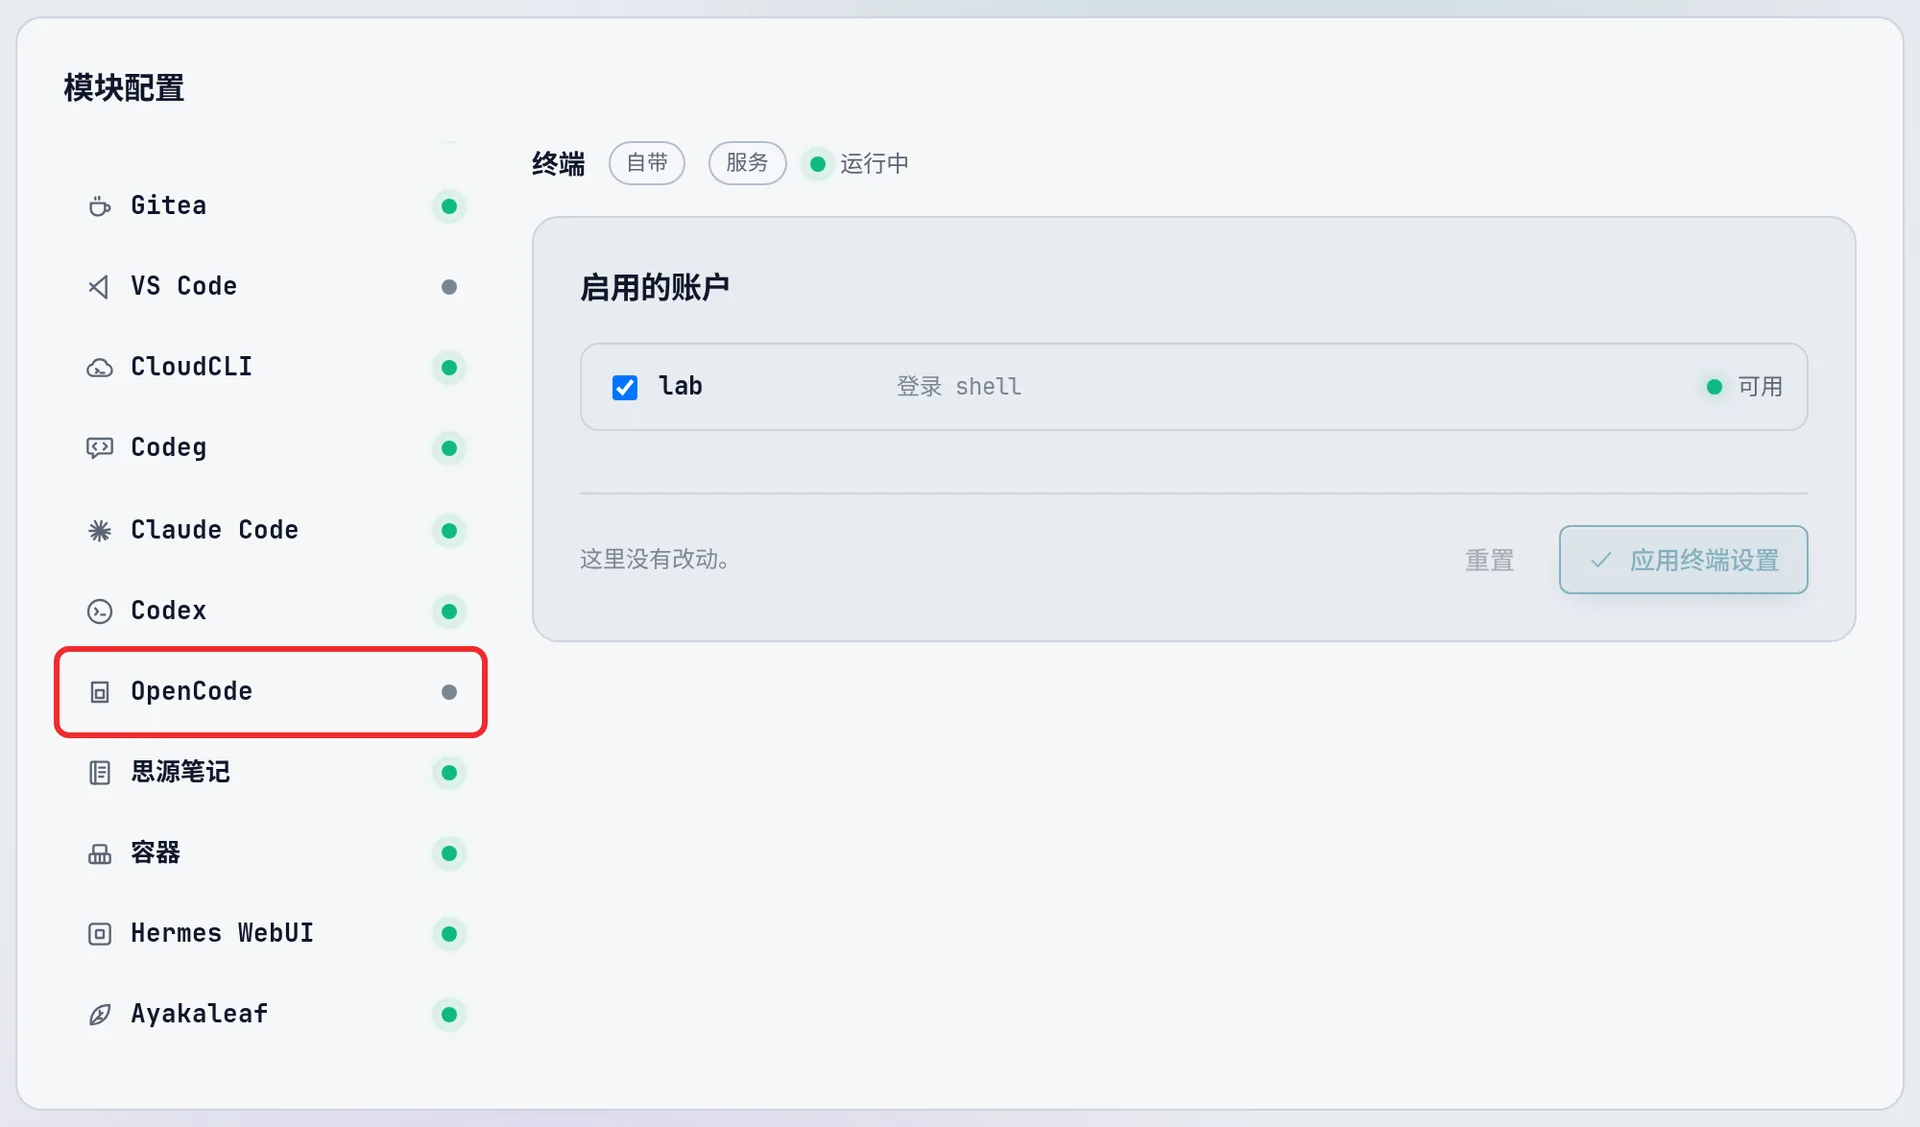 模块配置
Gitea
VS Code
CloudCLI
Codeg
Claude Code
Codex
OpenCode
思源笔记
容器
Hermes WebUI
Ayakaleaf
终端 自带 服务 运行中
启用的账户
lab 登录 shell 可用
这里没有改动。 重置 应用终端设置